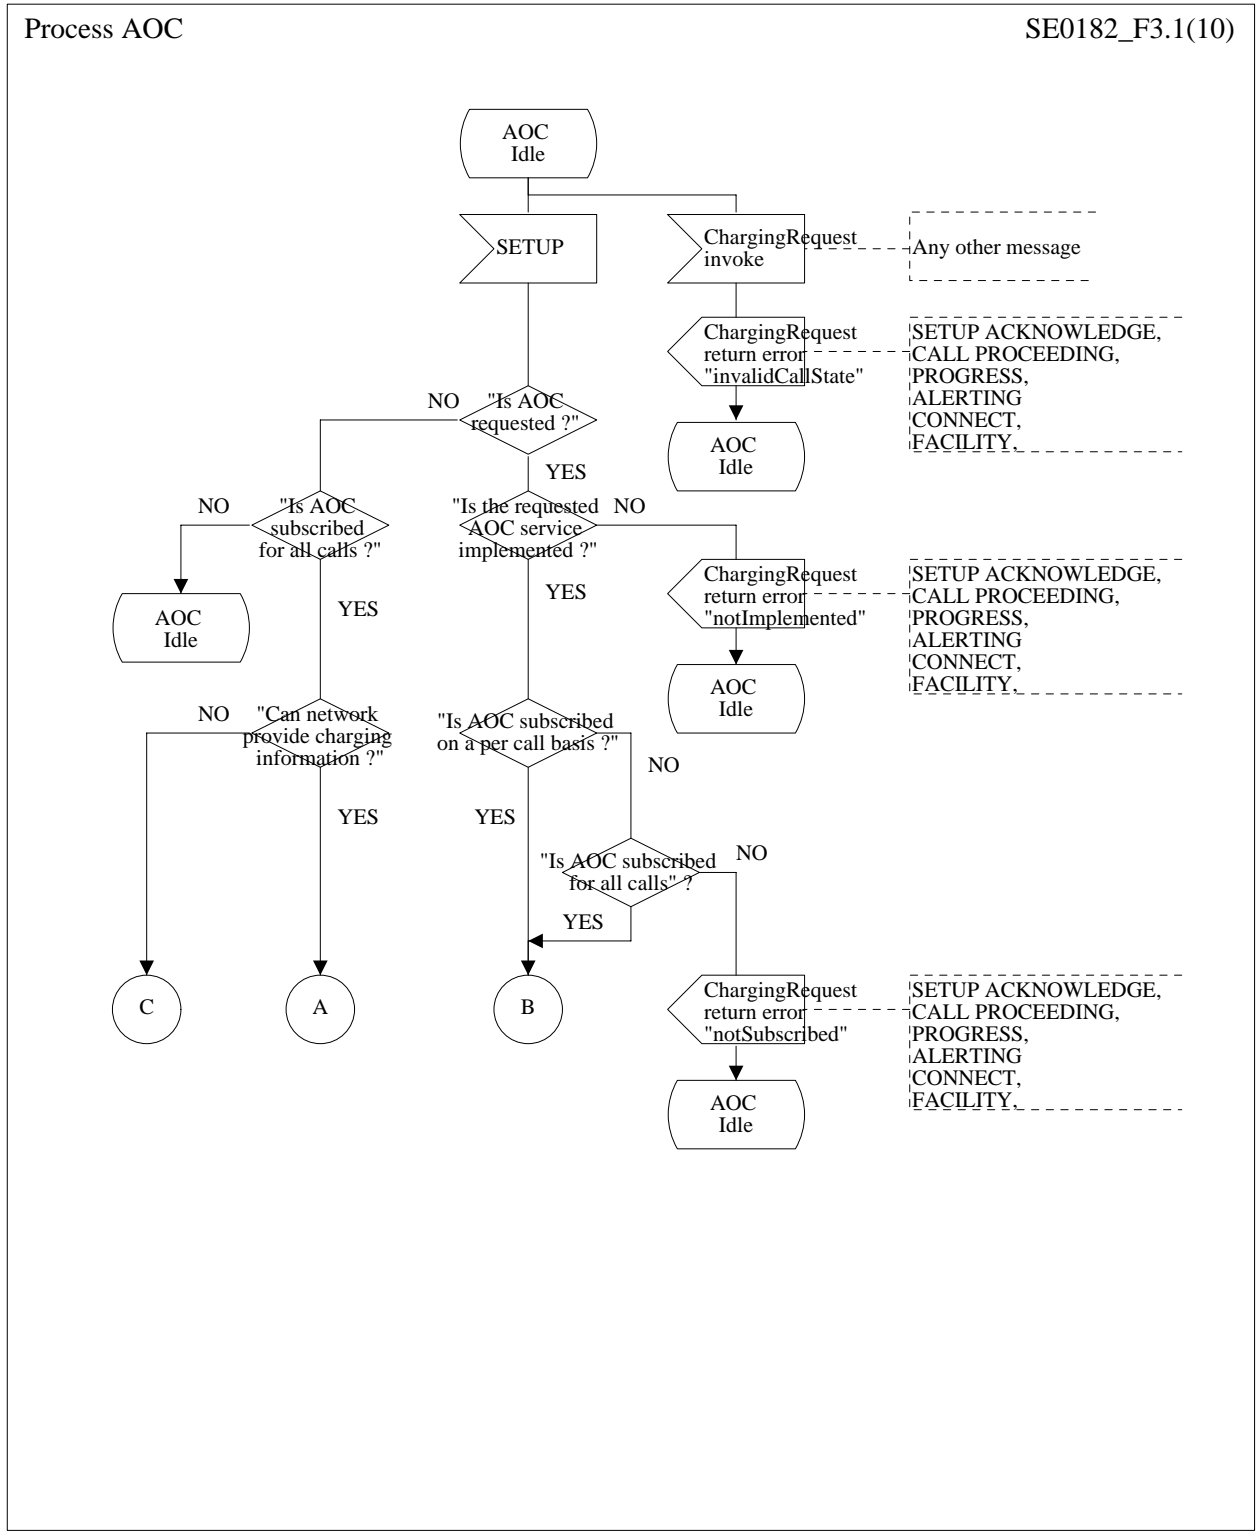 Process AOC
SE0182_F3.1(10)
AOC
Idle
SETUP
ChargingRequest
invoke
Any other message
ChargingRequest
return error
"invalidCallState"
SETUP ACKNOWLEDGE,
CALL PROCEEDING,
PROGRESS,
ALERTING
CONNECT,
FACILITY,
AOC
Idle
NO
"Is AOC
requested ?"
YES
NO
"Is AOC
subscribed
for all calls ?"
YES
AOC
Idle
"Is the requested
AOC service
implemented ?"
NO
YES
ChargingRequest
return error
"notImplemented"
SETUP ACKNOWLEDGE,
CALL PROCEEDING,
PROGRESS,
ALERTING
CONNECT,
FACILITY,
AOC
Idle
NO
"Can network
provide charging
information ?"
YES
"Is AOC subscribed
on a per call basis ?"
NO
YES
"Is AOC subscribed
for all calls" ?
NO
YES
C
A
B
ChargingRequest
return error
"notSubscribed"
SETUP ACKNOWLEDGE,
CALL PROCEEDING,
PROGRESS,
ALERTING
CONNECT,
FACILITY,
AOC
Idle